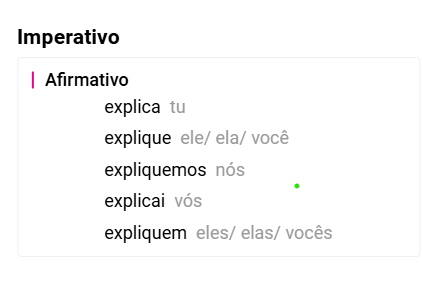 Imperativo
Afirmativo
explica tu
explique ele/ ela/ você
expliquemos nós
explicai vós
expliquem eles/ elas/ vocês